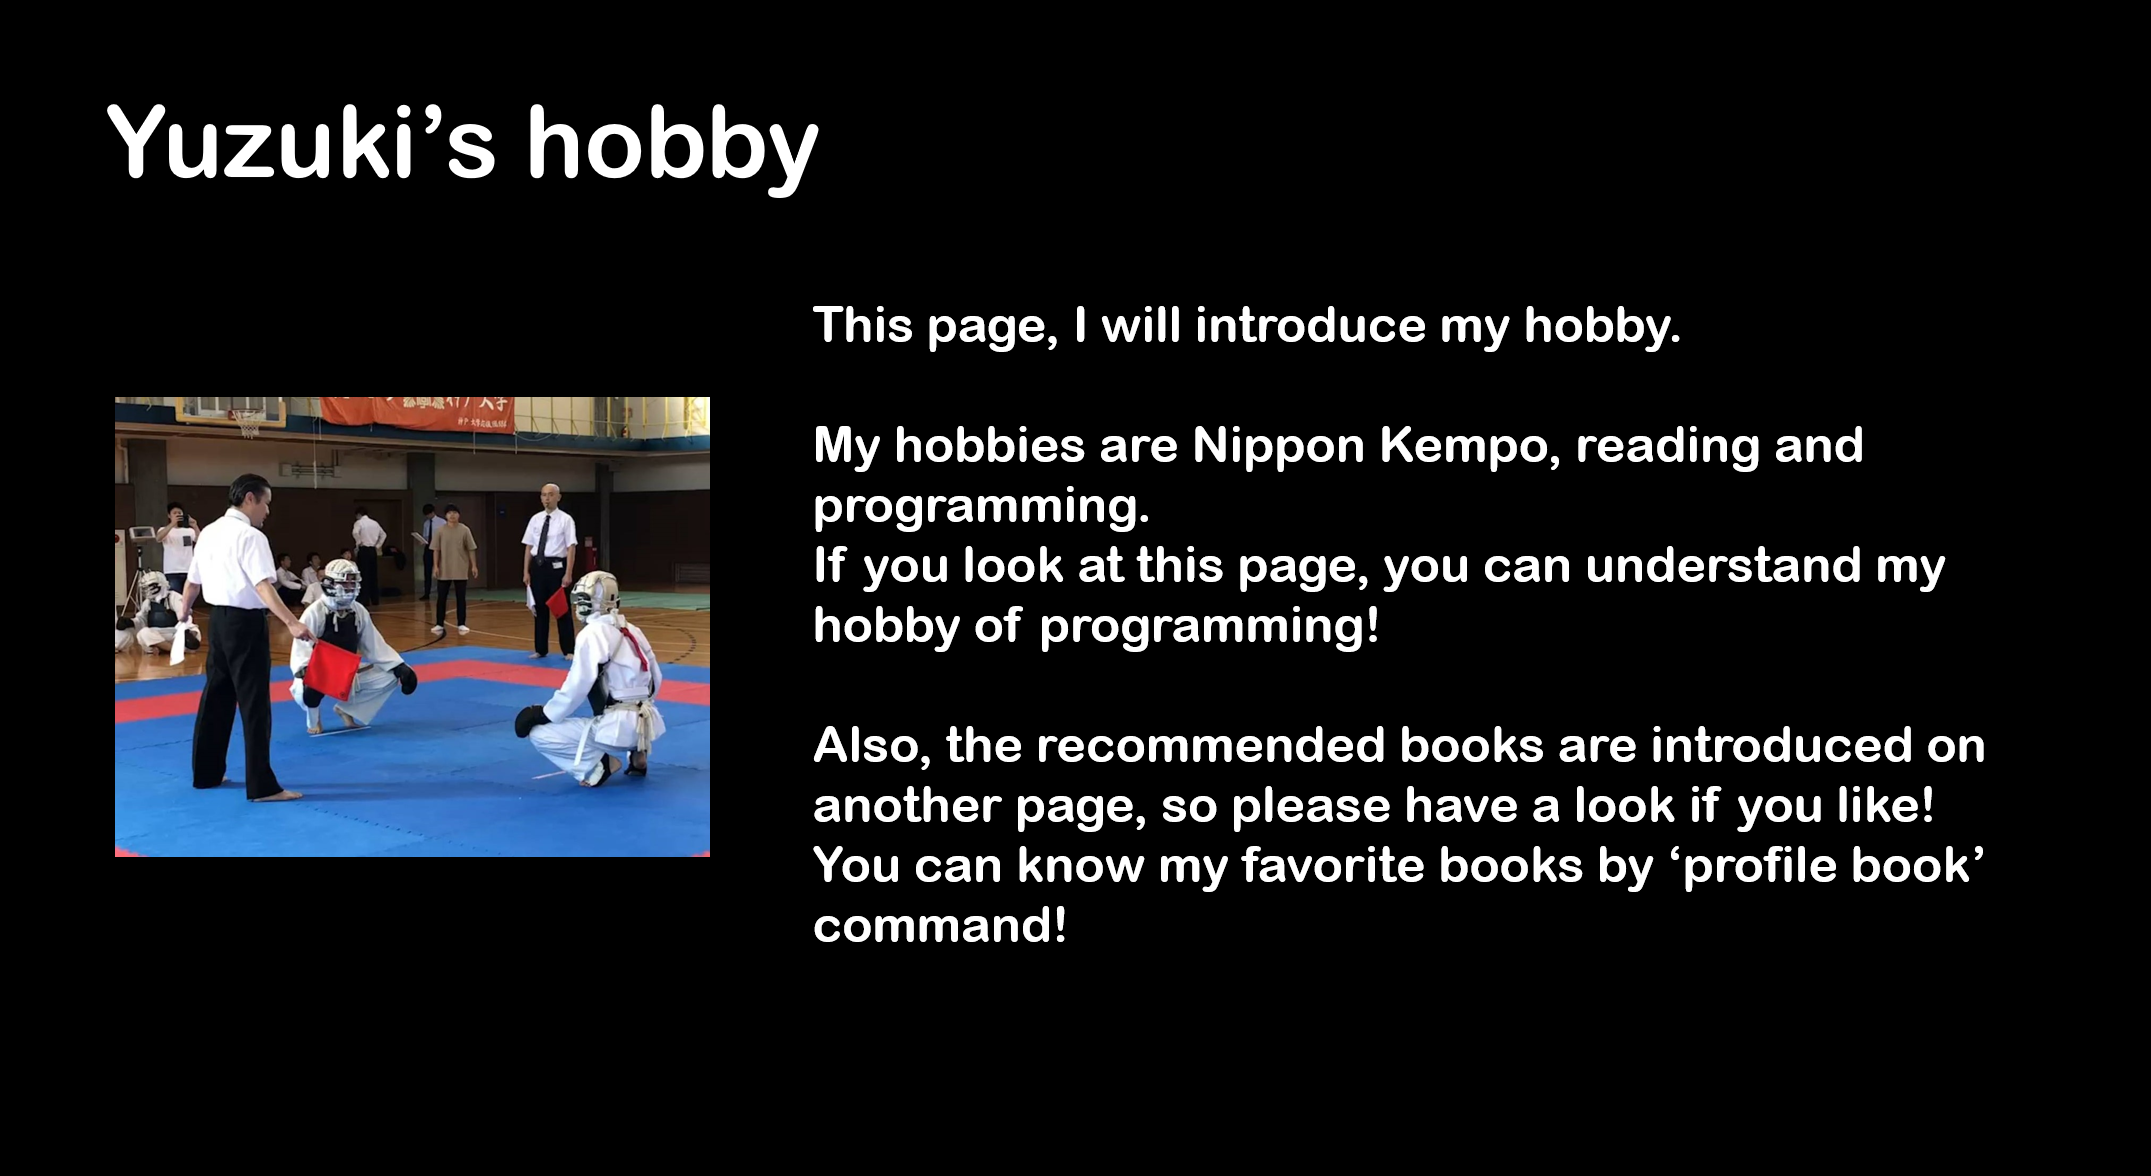 Yuzuki’s hobby
This page, I will introduce my hobby.
My hobbies are Nippon Kempo, reading and
programming.
If you look at this page, you can understand my
hobby of programming!
Also, the recommended books are introduced on
another page, so please have a look if you like!
You can know my favorite books by ‘profile book’
command!